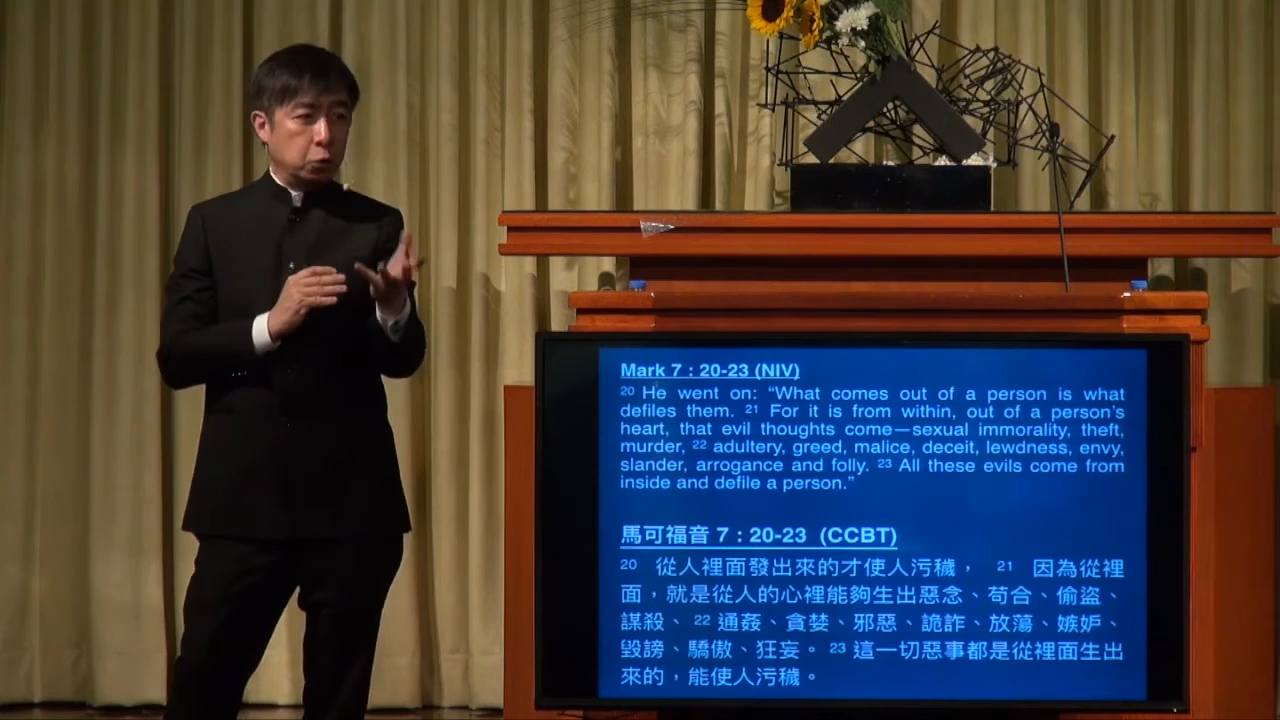 Mark 7 : 20-23 (NIV)
20 He went on: “What comes out of a person is what
defiles them. 21 For it is from within, out of a person’s
heart, that evil thoughts come—sexual immorality, theft,
murder, 22 adultery, greed, malice, deceit, lewdness, envy,
slander, arrogance and folly. 23 All these evils come from
inside and defile a person.”
馬可福音 7 : 20-23 (CCBT)
20 從人裡面發出來的才使人污穢， 21 因為從裡
面，就是從人的心裡能夠生出惡念、苟合、偷盜、
謀殺、 22 通姦、貪婪、邪惡、詭詐、放蕩、嫉妒、
毀謗、驕傲、狂妄。 23 這一切惡事都是從裡面生出
來的，能使人污穢。